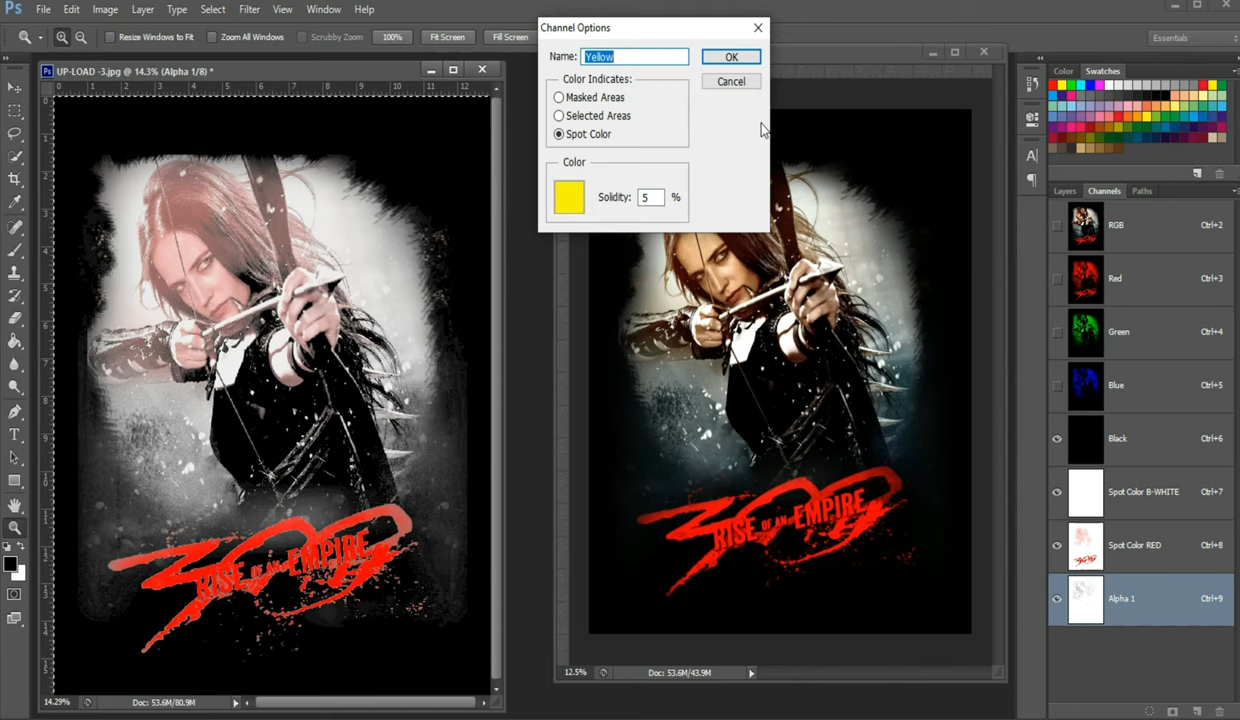 Ps File Edit Image Layer Type Select Filter View Window Help
Resize Windows to Fit Zoom All Windows Scrubby Zoom 100% Fit Screen Fill Screen
Essentials
UP-LOAD -3.jpg @ 14.3% (Alpha 1/8) *
Channel Options
Name: Yellow
OK
Color Indicates:
Cancel
Masked Areas
Selected Areas
Spot Color
Color
Solidity: 5 %
RISE OF AN EMPIRE
14.29% Doc: 53.6M/80.9M
RISE OF AN EMPIRE
12.5% Doc: 53.6M/43.9M
Color Swatches
Layers Channels Paths
RGB Ctrl+2
Red Ctrl+3
Green Ctrl+4
Blue Ctrl+5
Black Ctrl+6
Spot Color B-WHITE Ctrl+7
Spot Color RED Ctrl+8
Alpha 1 Ctrl+9